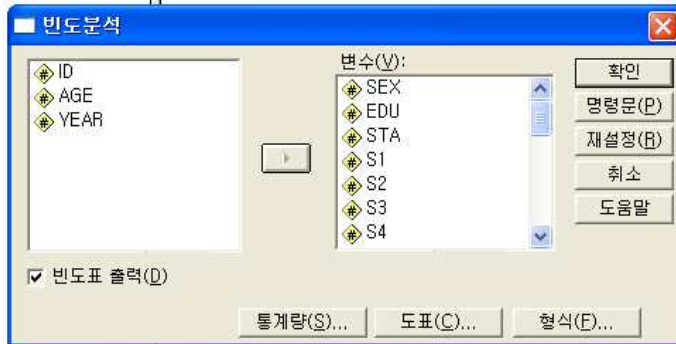 빈도분석
ID
AGE
YEAR
변수(V):
SEX
EDU
STA
S1
S2
S3
S4
확인
명령문(P)
재설정(R)
취소
도움말
빈도표 출력(D)
통계량(S)...
도표(C)...
형식(F)...